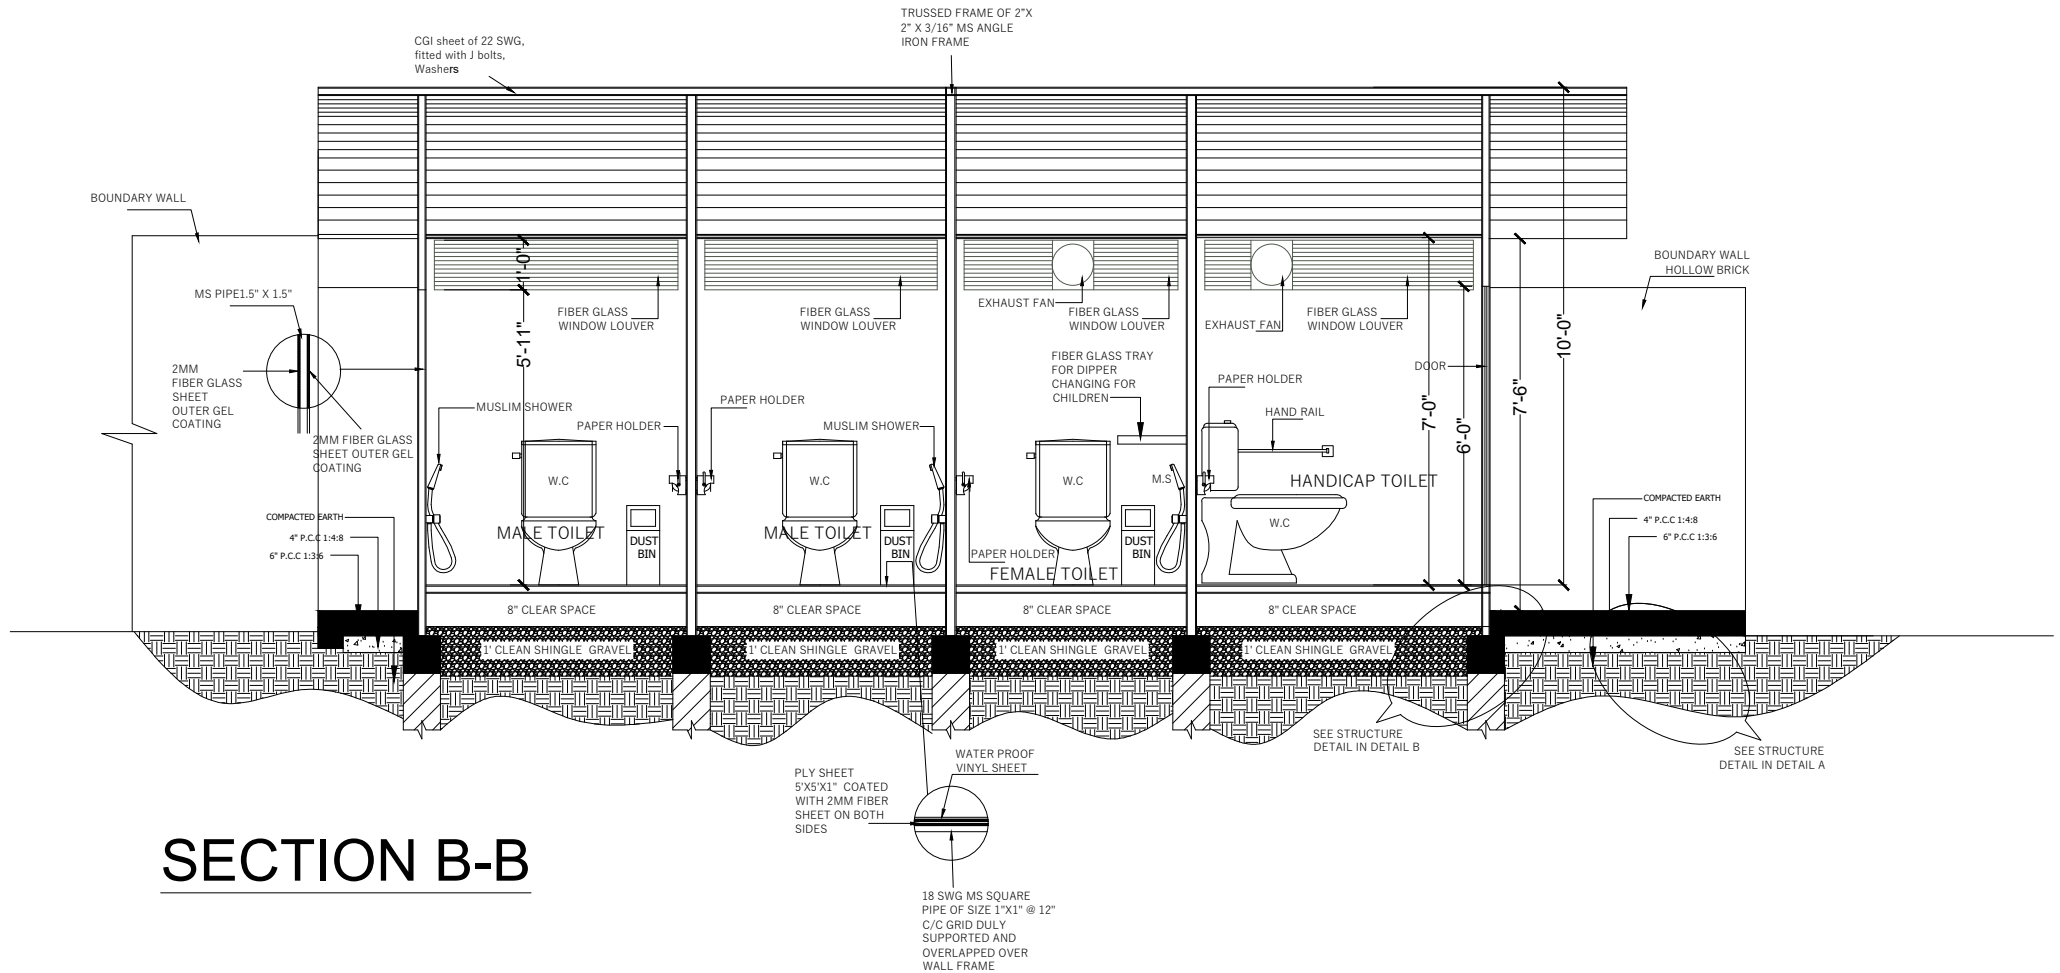 TRUSSED FRAME OF 2"X
2" X 3/16" MS ANGLE
IRON FRAME
CGI sheet of 22 SWG,
fitted with J bolts,
Washers
BOUNDARY WALL
BOUNDARY WALL
HOLLOW BRICK
MS PIPE1.5" X 1.5"
2MM
FIBER GLASS
SHEET
OUTER GEL
COATING
2MM FIBER GLASS
SHEET OUTER GEL
COATING
1'-0"
5'-11"
FIBER GLASS
WINDOW LOUVER
FIBER GLASS
WINDOW LOUVER
EXHAUST FAN
FIBER GLASS
WINDOW LOUVER
EXHAUST FAN
FIBER GLASS
WINDOW LOUVER
FIBER GLASS TRAY
FOR DIPPER
CHANGING FOR
CHILDREN
DOOR
7'-0"
6'-0"
7'-6"
10'-0"
MUSLIM SHOWER
PAPER HOLDER
PAPER HOLDER
MUSLIM SHOWER
PAPER HOLDER
HAND RAIL
W.C
W.C
W.C
M.S
HANDICAP TOILET
W.C
MALE TOILET
MALE TOILET
DUST
BIN
DUST
BIN
DUST
BIN
PAPER HOLDER
FEMALE TOILET
COMPACTED EARTH
4" P.C.C 1:4:8
6" P.C.C 1:3:6
COMPACTED EARTH
4" P.C.C 1:4:8
6" P.C.C 1:3:6
8" CLEAR SPACE
8" CLEAR SPACE
8" CLEAR SPACE
8" CLEAR SPACE
1' CLEAN SHINGLE GRAVEL
1' CLEAN SHINGLE GRAVEL
1' CLEAN SHINGLE GRAVEL
1' CLEAN SHINGLE GRAVEL
SEE STRUCTURE
DETAIL IN DETAIL B
SEE STRUCTURE
DETAIL IN DETAIL A
WATER PROOF
VINYL SHEET
PLY SHEET
5'X5'X1" COATED
WITH 2MM FIBER
SHEET ON BOTH
SIDES
SECTION B-B
18 SWG MS SQUARE
PIPE OF SIZE 1"X1" @ 12"
C/C GRID DULY
SUPPORTED AND
OVERLAPPED OVER
WALL FRAME